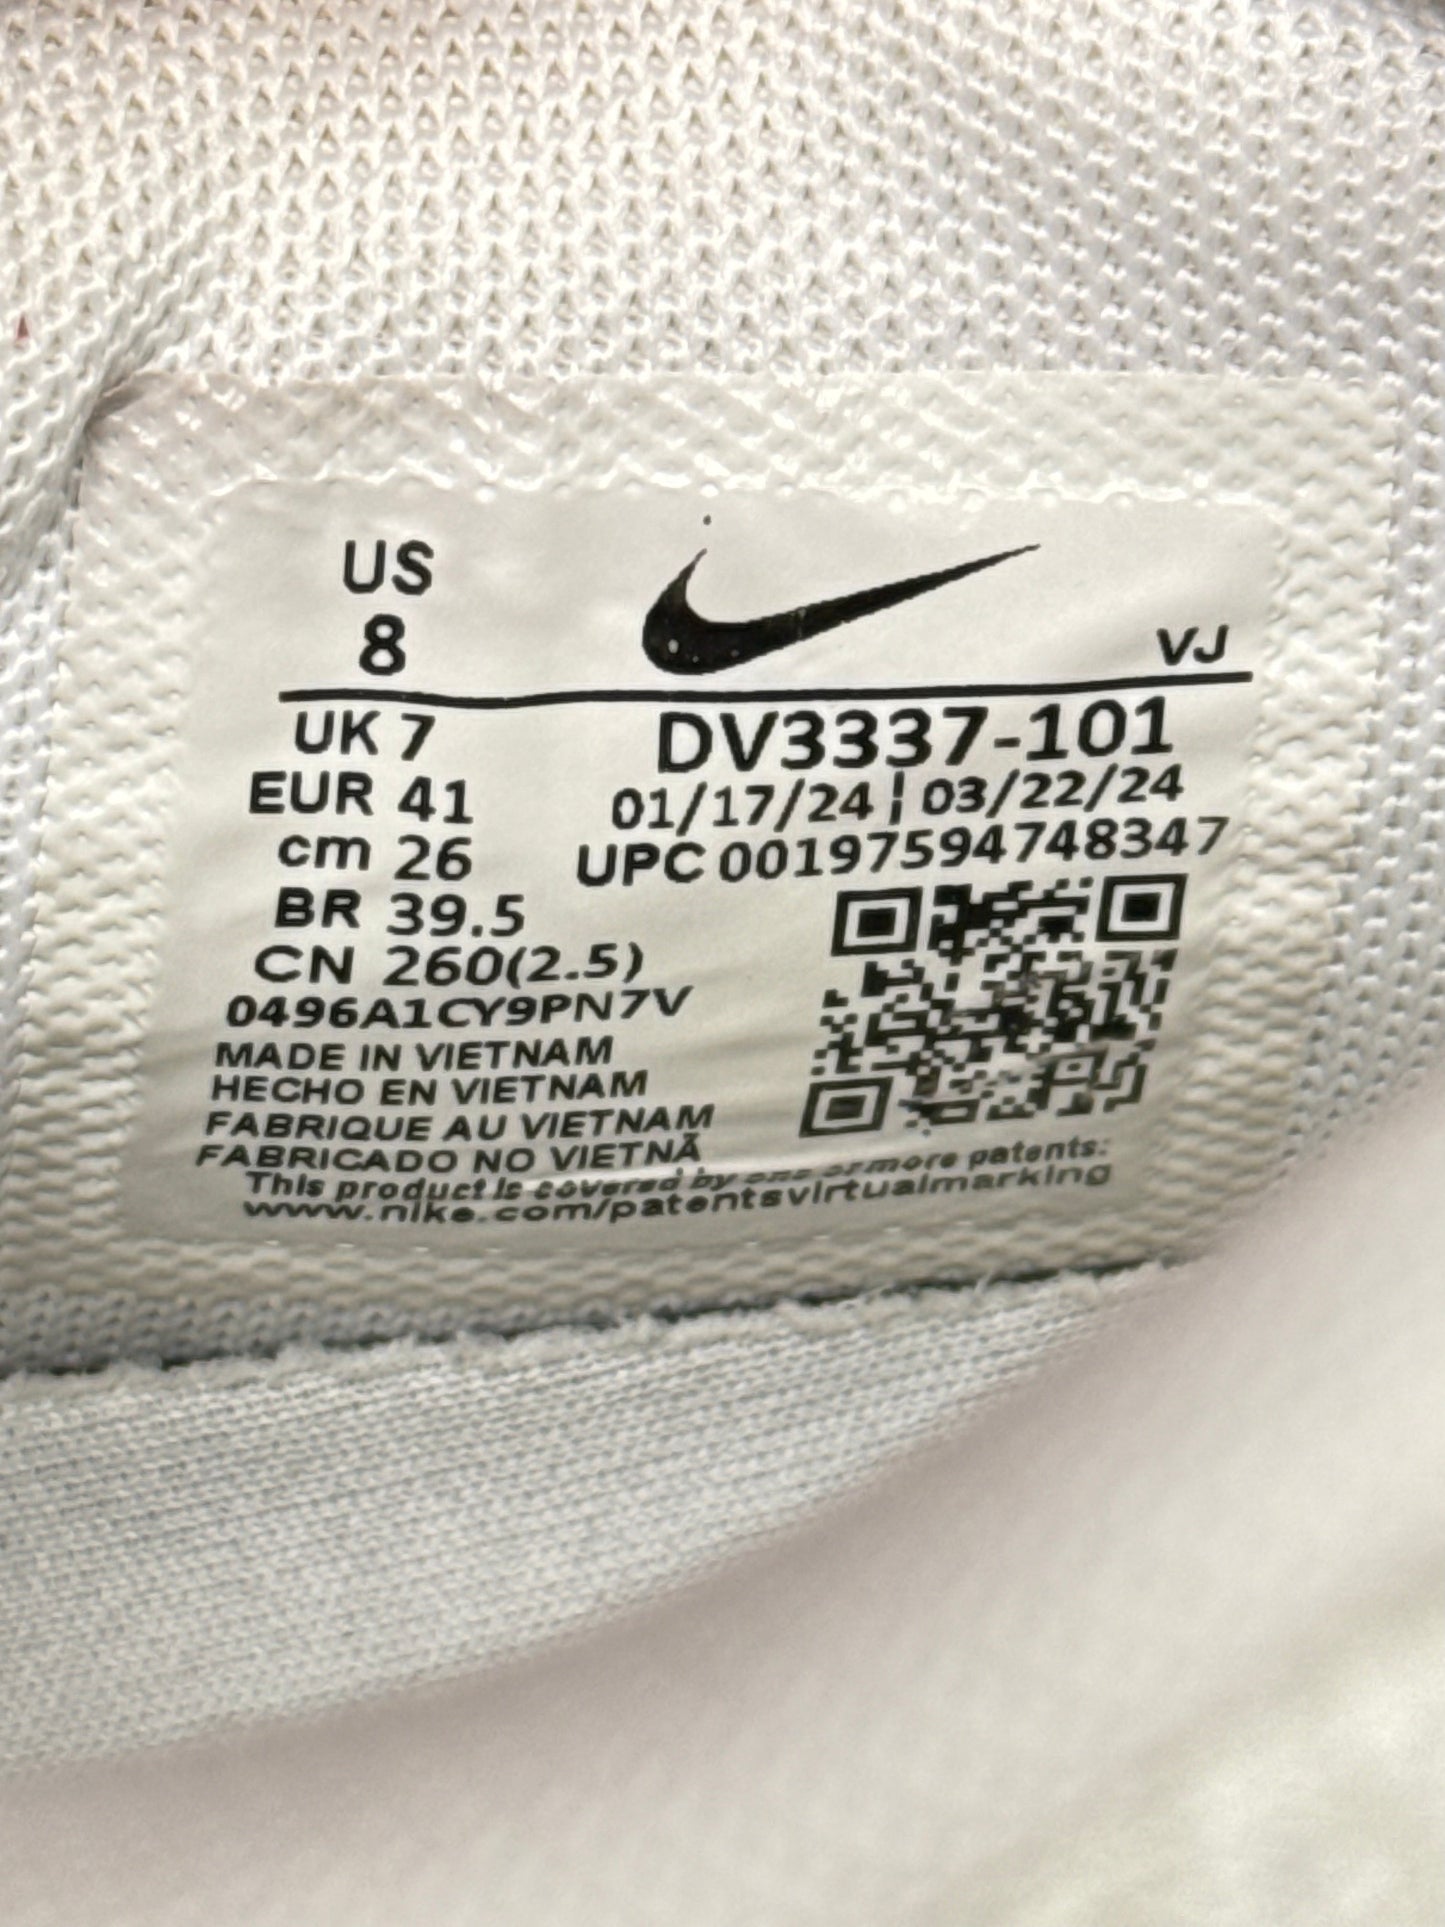 US
8
VJ
UK 7
DV3337-101
EUR 41
01/17/24 ¦ 03/22/24
cm 26
UPC 00197594748347
BR 39.5
CN 260(2.5)
0496A1CY9PN7V
MADE IN VIETNAM
HECHO EN VIETNAM
FABRIQUE AU VIETNAM
FABRICADO NO VIETNÃ
This product is covered by one or more patents:
www.nike.com/patentsvirtualmarking